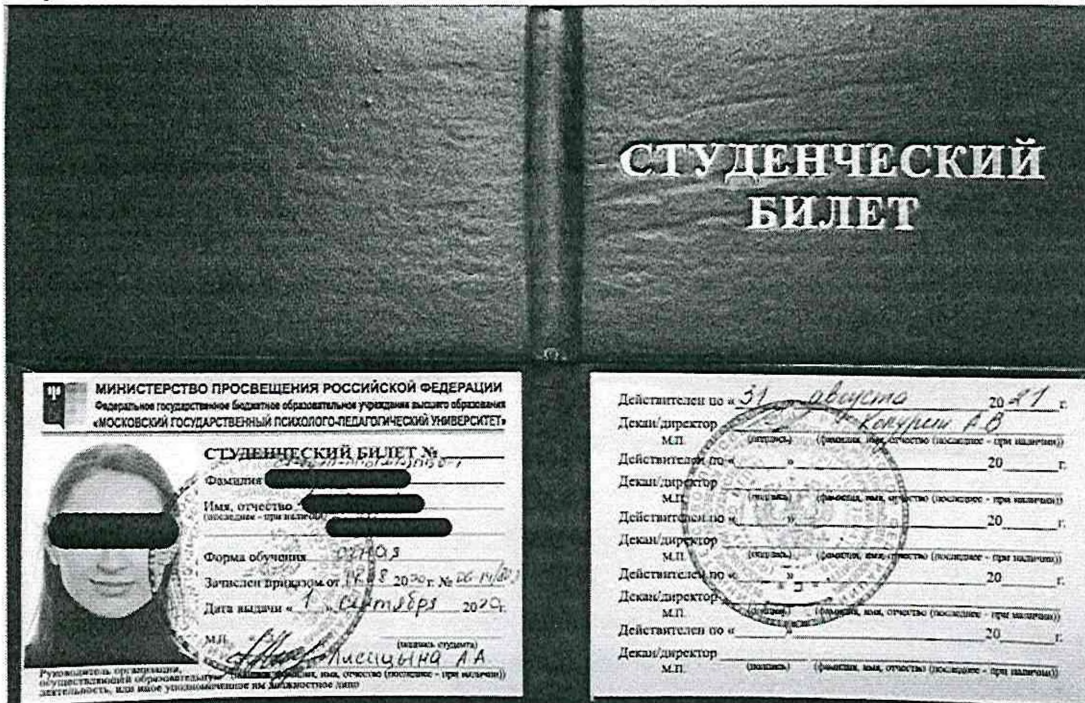 СТУДЕНЧЕСКИЙ
БИЛЕТ
МИНИСТЕРСТВО ПРОСВЕЩЕНИЯ РОССИЙСКОЙ ФЕДЕРАЦИИ
Федеральное государственное бюджетное образовательное учреждение высшего образования
«МОСКОВСКИЙ ГОСУДАРСТВЕННЫЙ ПСИХОЛОГО-ПЕДАГОГИЧЕСКИЙ УНИВЕРСИТЕТ»
СТУДЕНЧЕСКИЙ БИЛЕТ №
Фамилия
Имя, отчество
(последнее - при наличии)
Форма обучения очная
Зачислен приказом от 2020 г. №
Дата выдачи « 1 » сентября 2020 г.
М.П.
(подпись студента)
Лисицына А А
Руководитель организации, (фамилия, имя, отчество (последнее - при наличии))
осуществляющей образовательную
деятельность, или иное уполномоченное им должностное лицо
Действителен по « 31 » августа 20 21 г.
Декан/директор А В
М.П. (подпись) (фамилия, имя, отчество (последнее - при наличии))
Действителен по « » 20 г.
Декан/директор
М.П. (подпись) (фамилия, имя, отчество (последнее - при наличии))
Действителен по « » 20 г.
Декан/директор
М.П. (подпись) (фамилия, имя, отчество (последнее - при наличии))
Действителен по « » 20 г.
Декан/директор
М.П. (подпись) (фамилия, имя, отчество (последнее - при наличии))
Действителен по « » 20 г.
Декан/директор
М.П. (подпись) (фамилия, имя, отчество (последнее - при наличии))